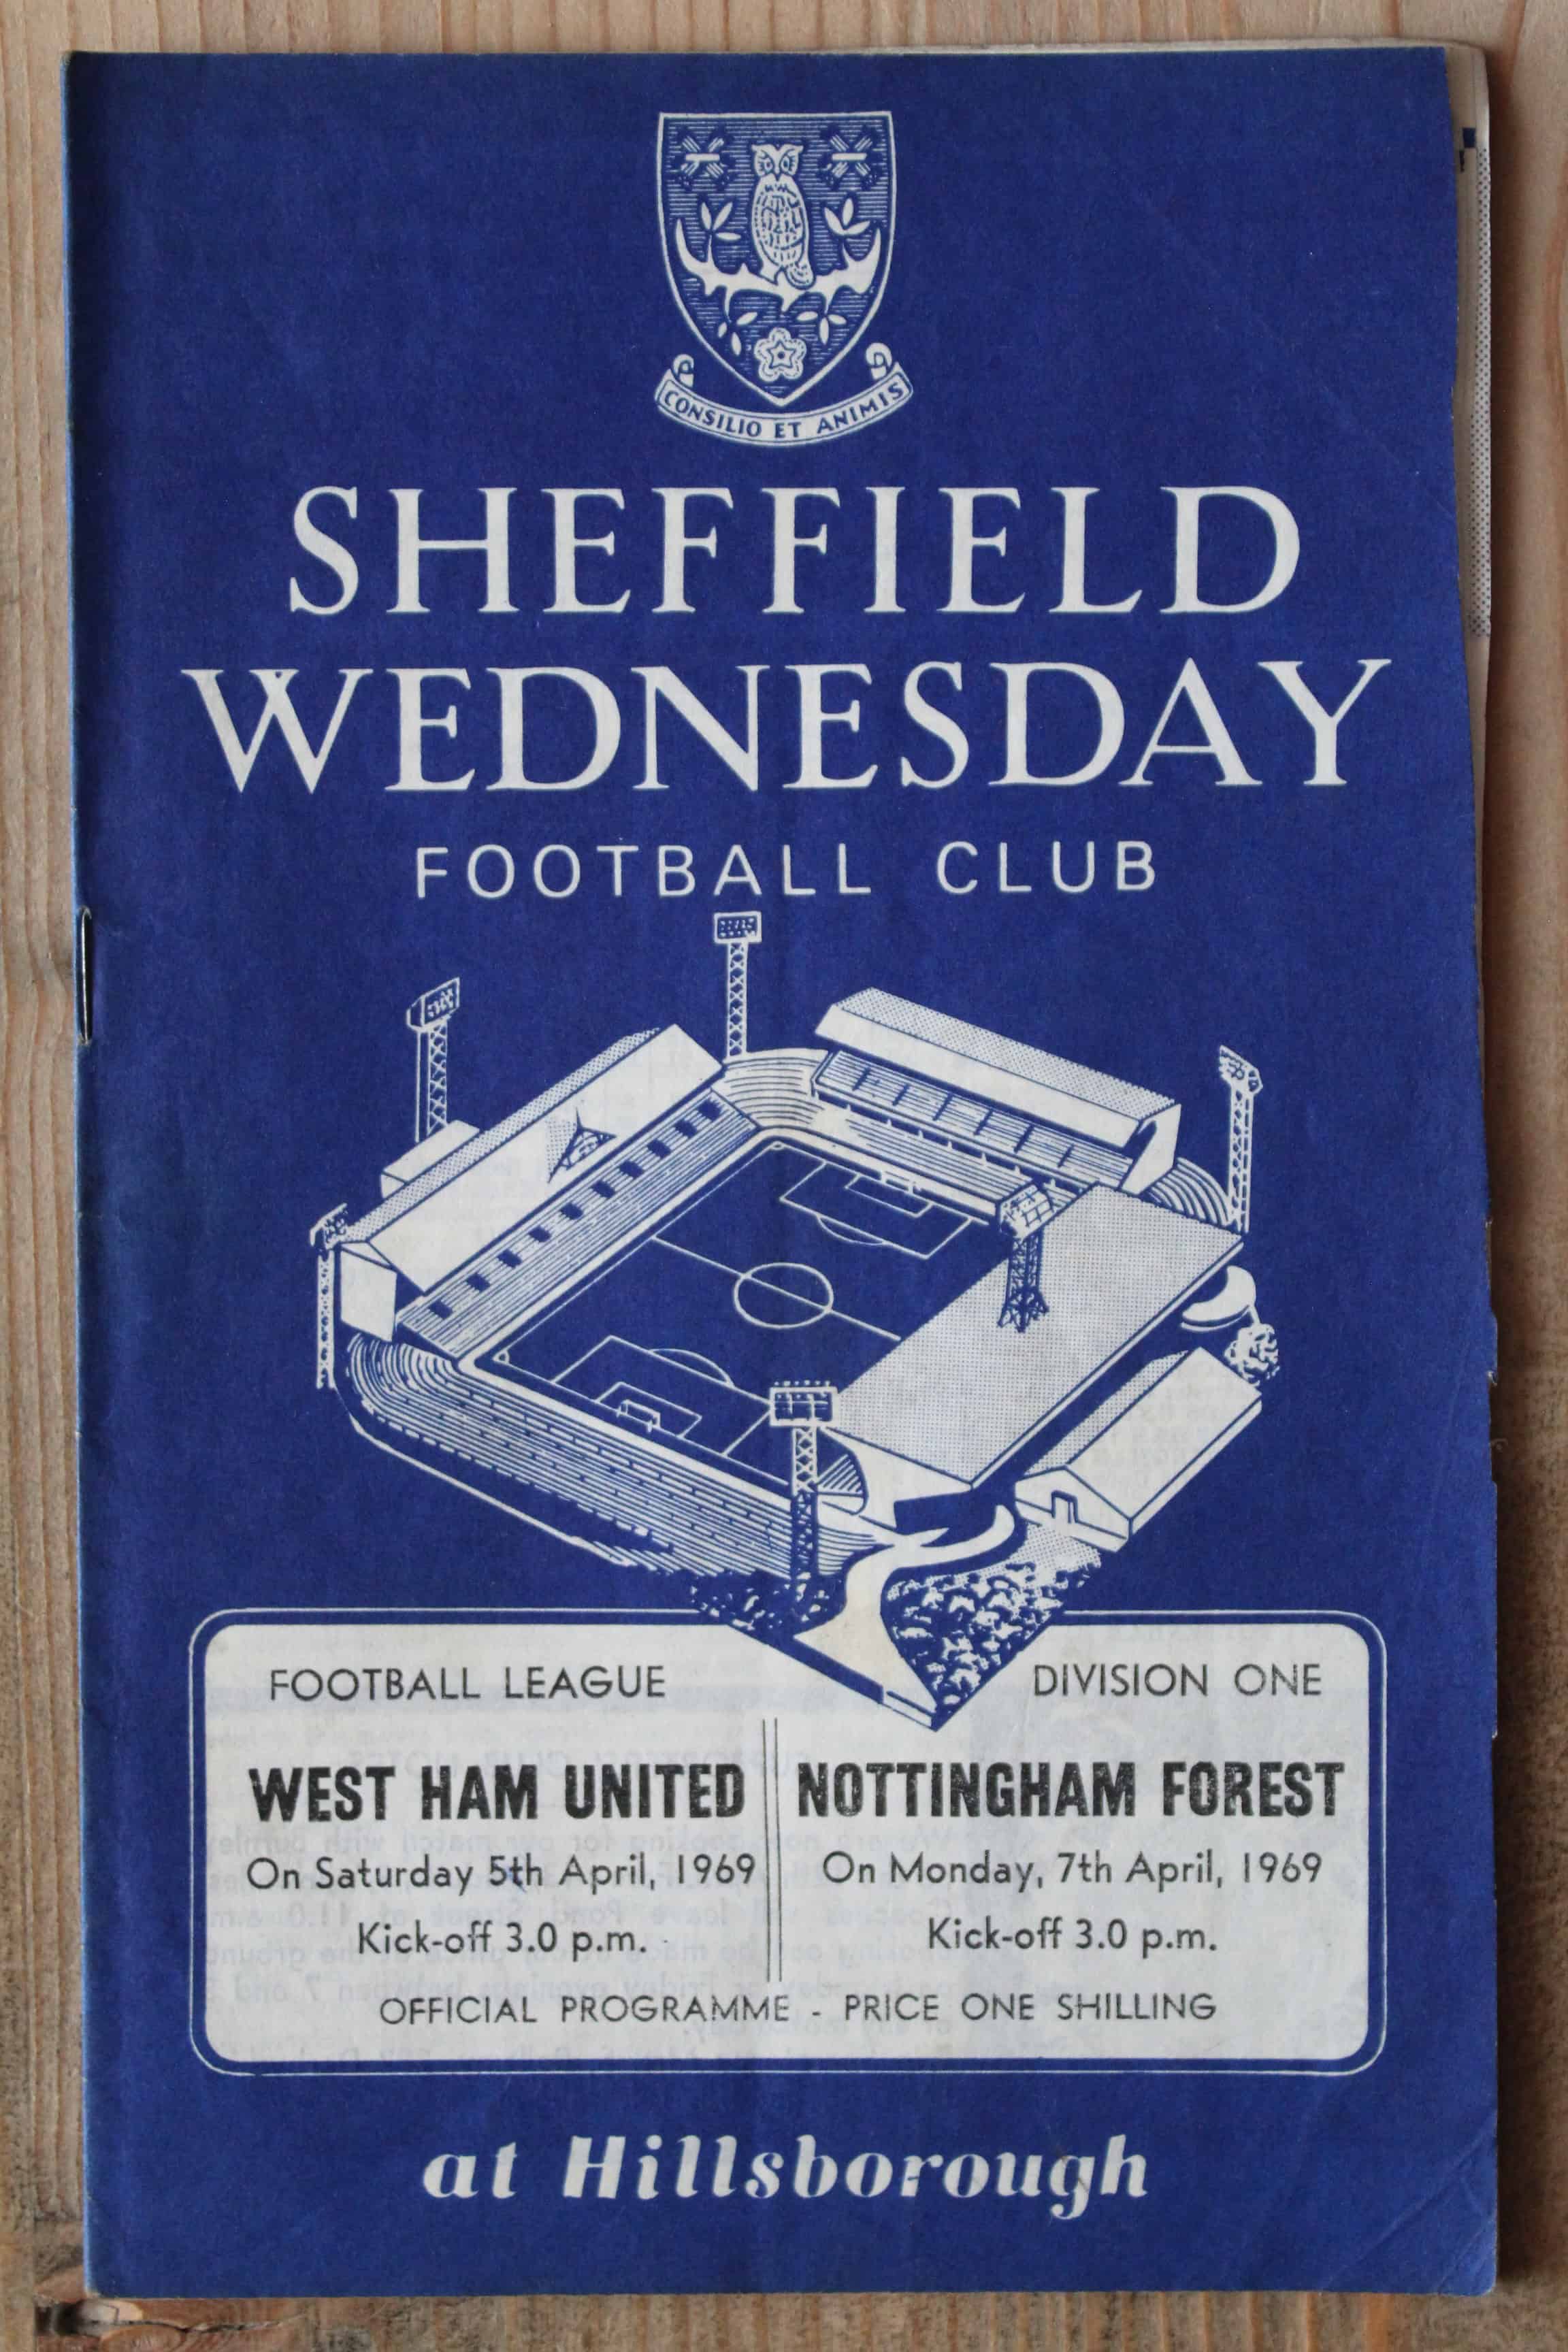 CONSILIO ET ANIMIS
SHEFFIELD
WEDNESDAY
FOOTBALL CLUB
FOOTBALL LEAGUE
DIVISION ONE
WEST HAM UNITED
On Saturday 5th April, 1969
Kick-off 3.0 p.m.
NOTTINGHAM FOREST
On Monday, 7th April, 1969
Kick-off 3.0 p.m.
OFFICIAL PROGRAMME - PRICE ONE SHILLING
at Hillsborough